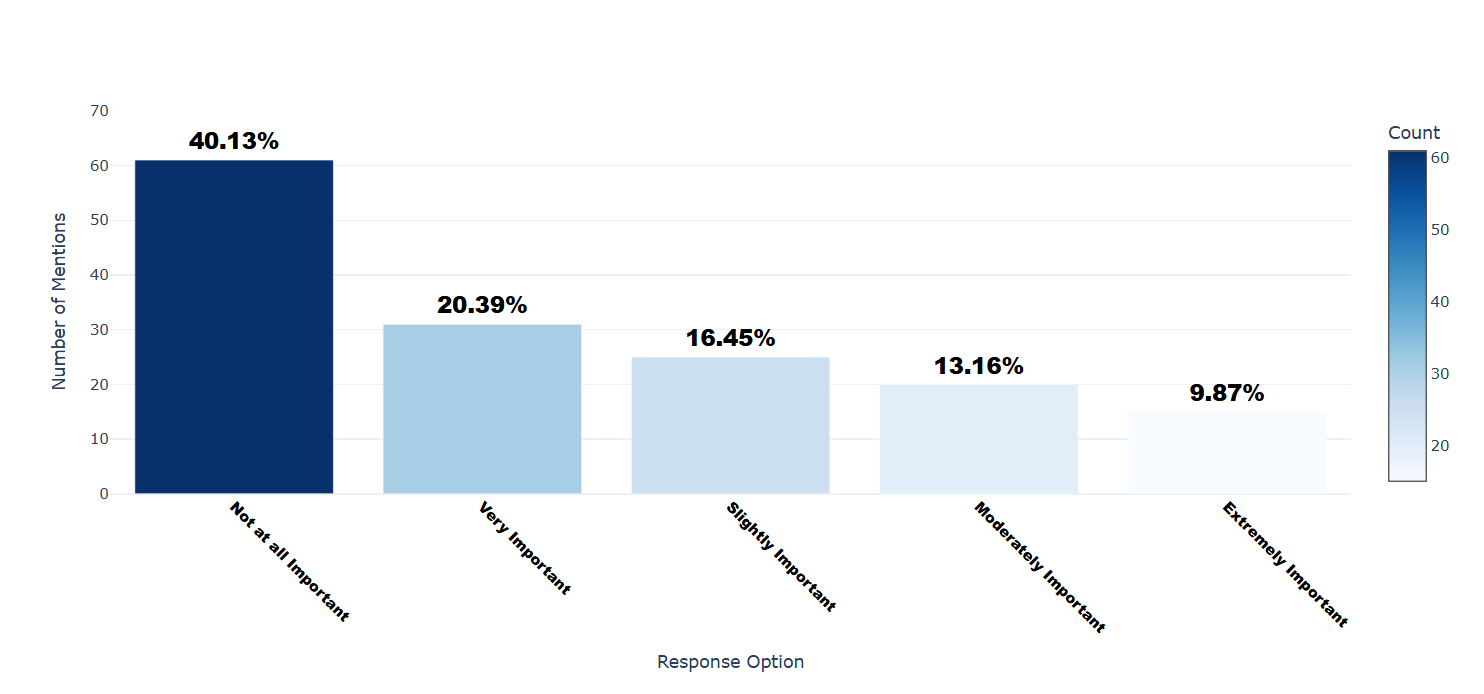 70
60
50
40
30
20
10
0
Number of Mentions
40.13%
20.39%
16.45%
13.16%
9.87%
Not at all Important
Very Important
Slightly Important
Moderately Important
Extremely Important
Response Option
Count
60
50
40
30
20